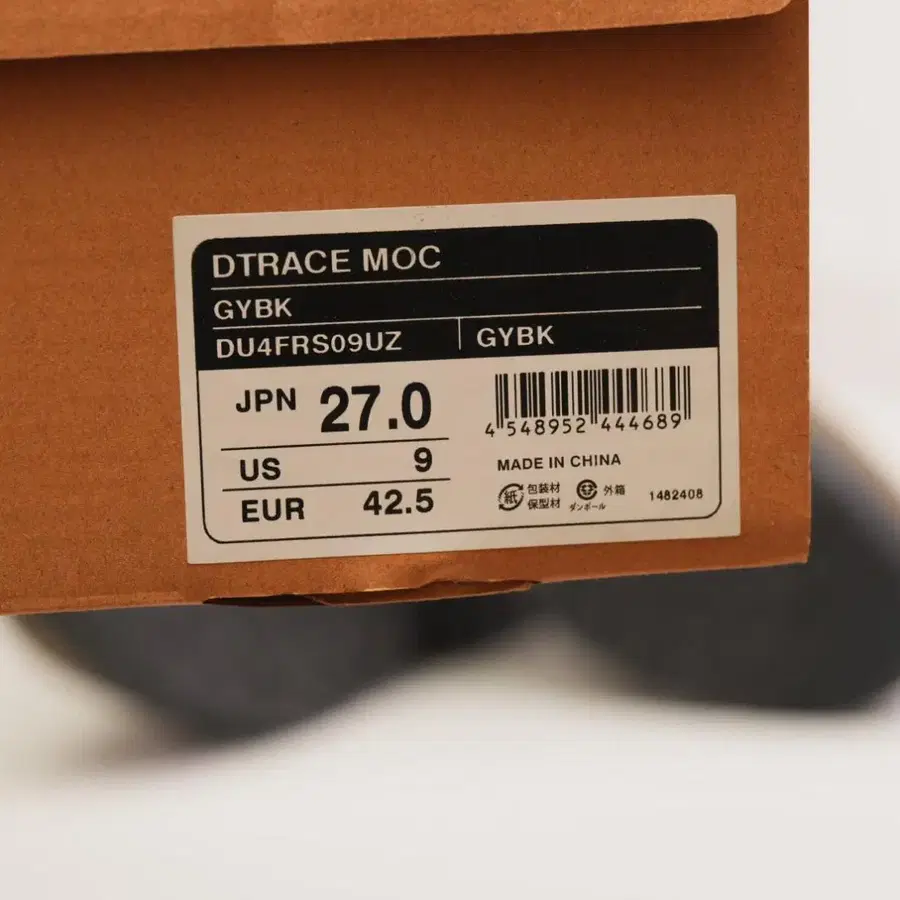 DTRACE MOC
GYBK
DU4FRS09UZ GYBK
JPN 27.0
US 9
EUR 42.5
4 548952 444689
MADE IN CHINA
紙 包装材
保型材
外箱
ダンボール
1482408